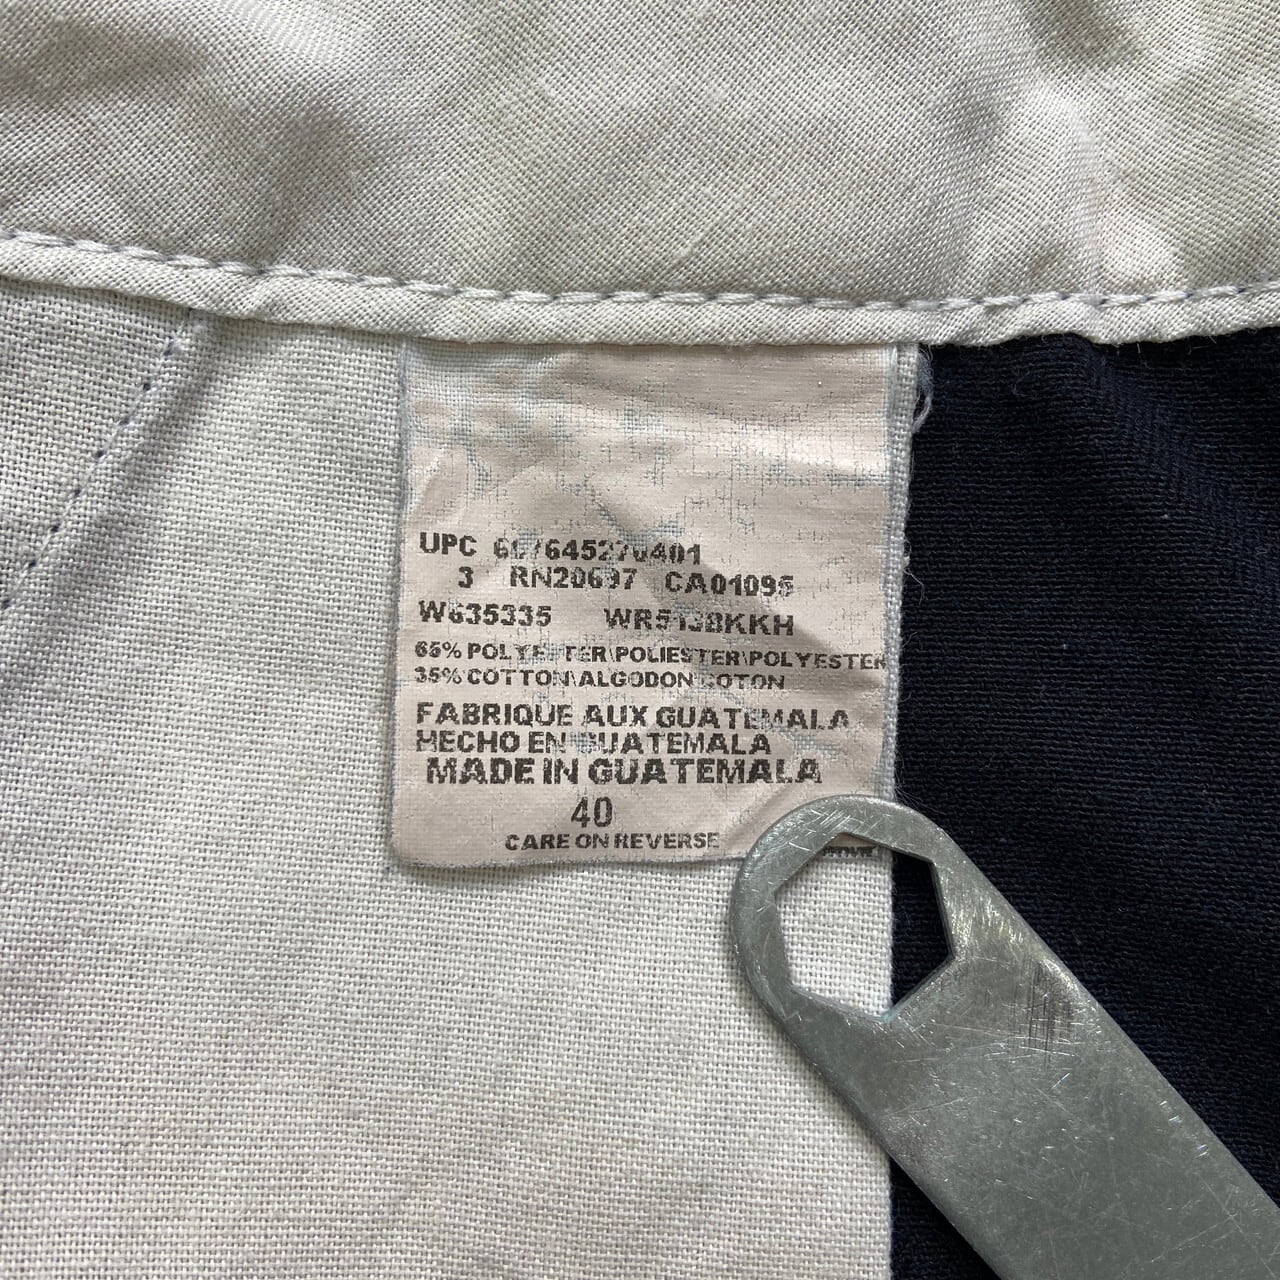 UPC 607645270401
3 RN20697 CA01095
W635335
65% POLYESTER\POLIESTER\POLYESTER
35% COTTON\ALGODON\COTON
FABRIQUE AUX GUATEMALA
HECHO EN GUATEMALA
MADE IN GUATEMALA
40
CARE ON REVERSE